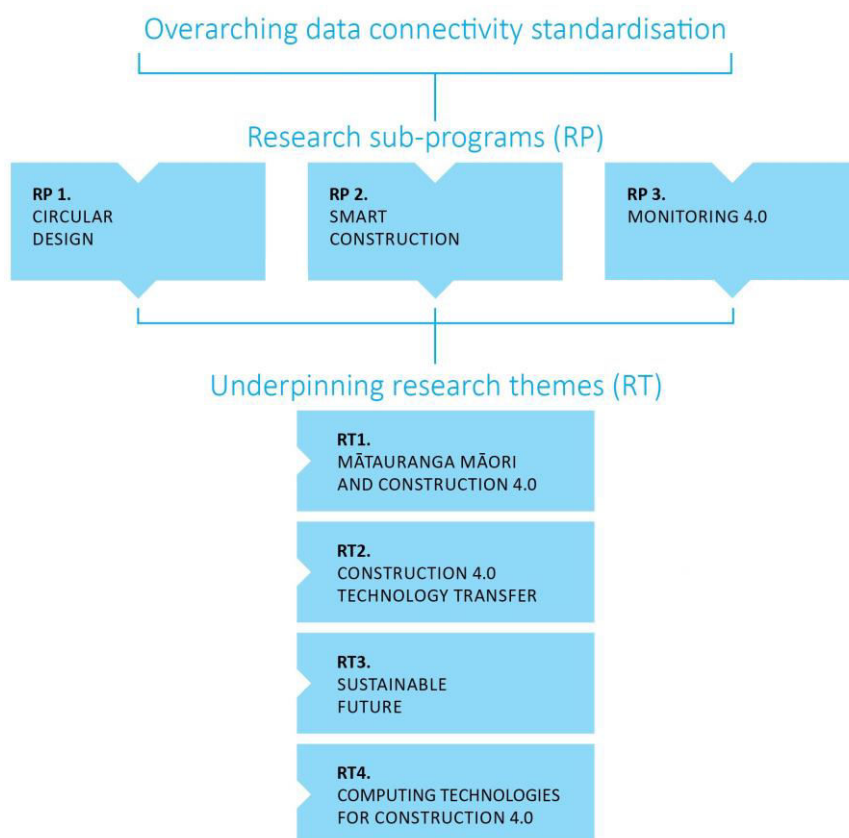 Overarching data connectivity standardisation
Research sub-programs (RP)
RP 1.
CIRCULAR
DESIGN
RP 2.
SMART
CONSTRUCTION
RP 3.
MONITORING 4.0
Underpinning research themes (RT)
RT1.
MĀTAURANGA MĀORI
AND CONSTRUCTION 4.0
RT2.
CONSTRUCTION 4.0
TECHNOLOGY TRANSFER
RT3.
SUSTAINABLE
FUTURE
RT4.
COMPUTING TECHNOLOGIES
FOR CONSTRUCTION 4.0